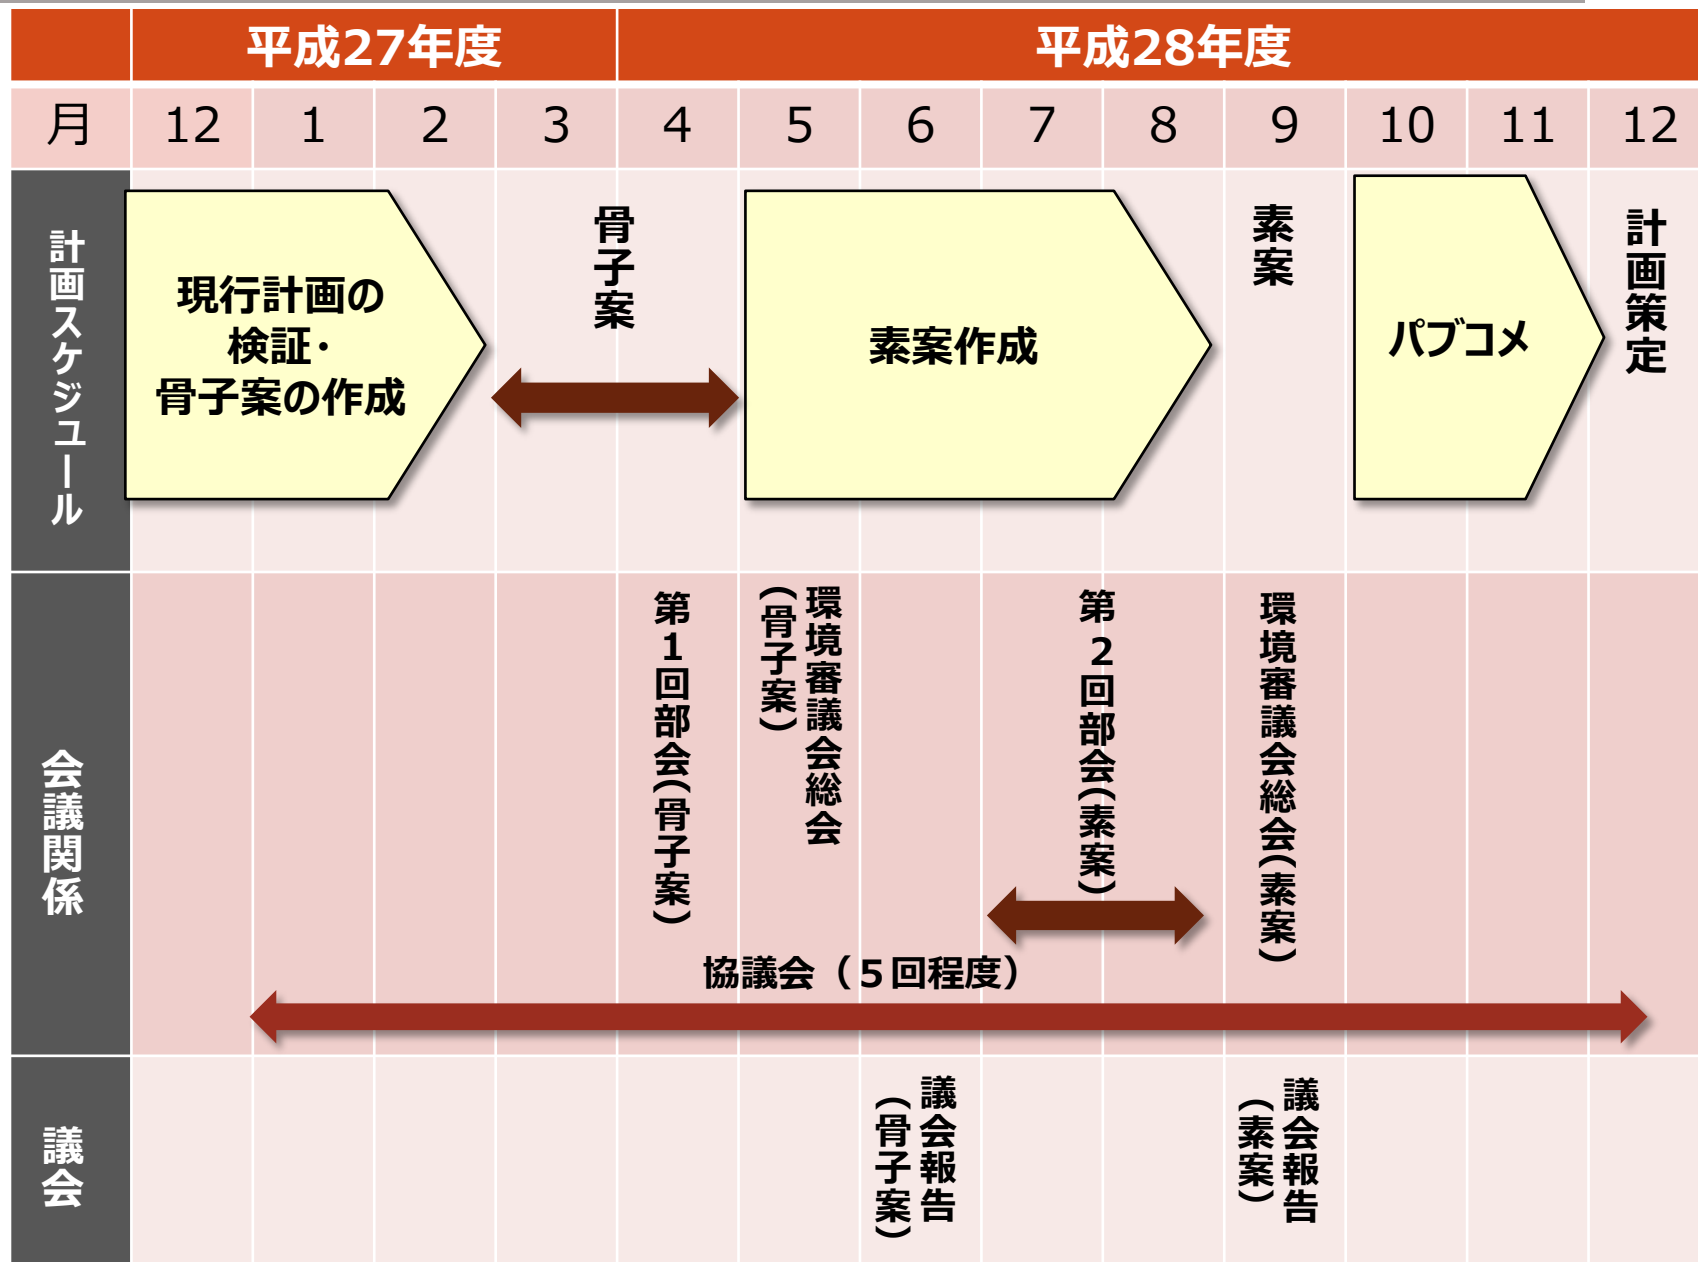 平成27年度
平成28年度
月
12
1
2
3
4
5
6
7
8
9
10
11
12
計画スケジュール
現行計画の
検証・
骨子案の作成
骨子案
素案作成
素案
パブコメ
計画策定
会議関係
第1回部会(骨子案)
環境審議会総会
(骨子案)
第2回部会(素案)
環境審議会総会(素案)
協議会（５回程度）
議会
議会報告
(骨子案)
議会報告
(素案)